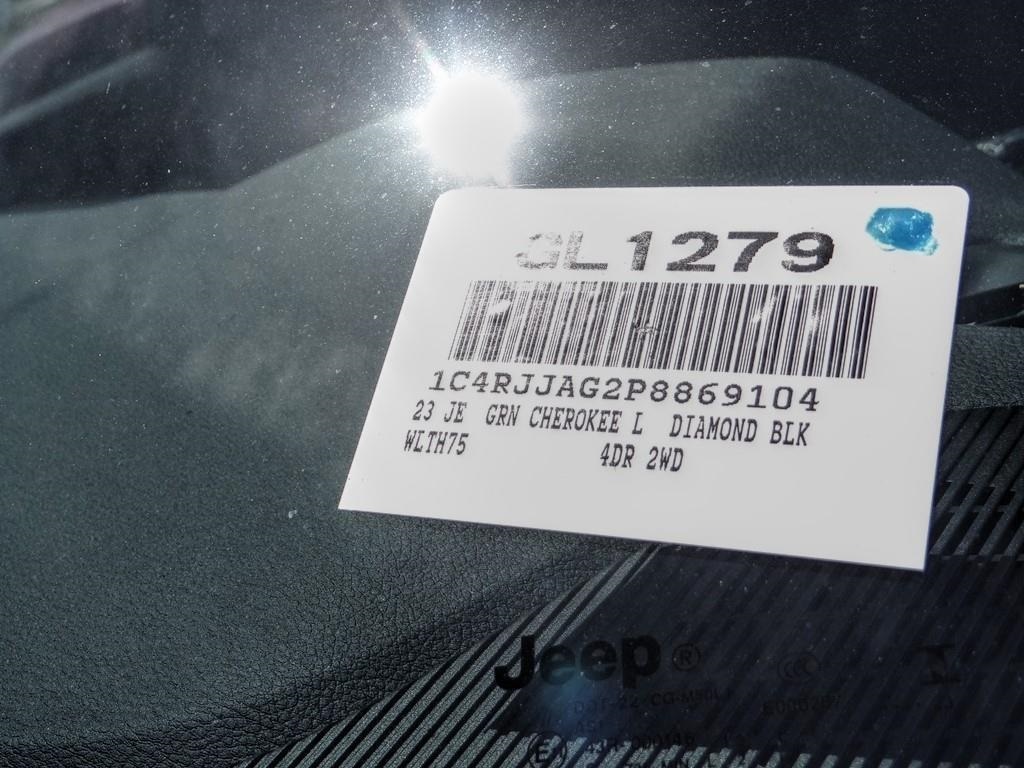 GL1279
1C4RJJAG2P8869104
23 JE GRN CHEROKEE L DIAMOND BLK
WLTH75 4DR 2WD
Jeep®